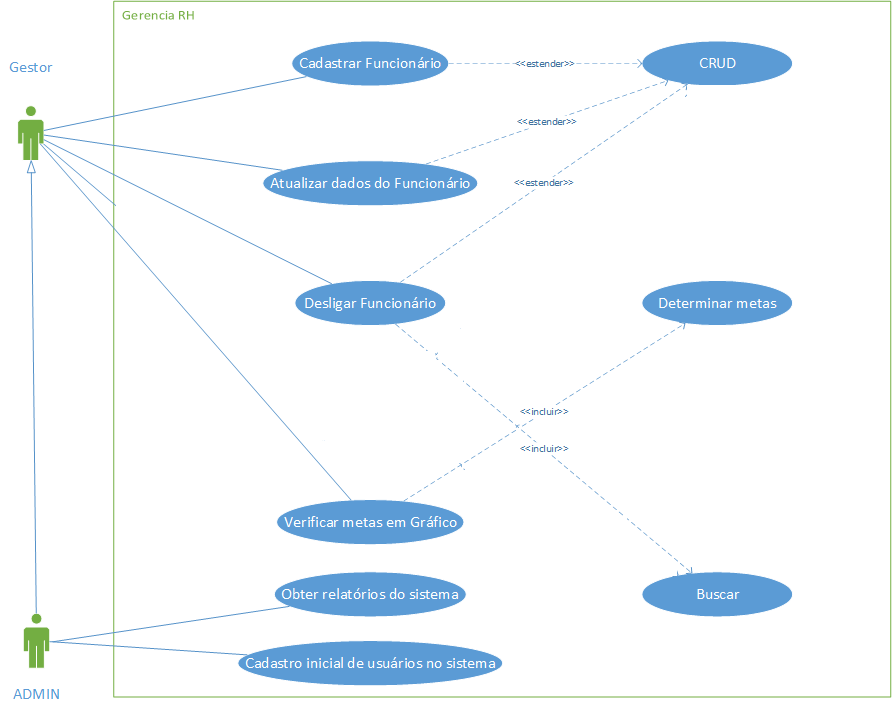 Gerencia RH
Gestor
Cadastrar Funcionário
<<estender>>
CRUD
<<estender>>
Atualizar dados do Funcionário
<<estender>>
Desligar Funcionário
Determinar metas
<<incluir>>
<<incluir>>
Verificar metas em Gráfico
Obter relatórios do sistema
Buscar
Cadastro inicial de usuários no sistema
ADMIN